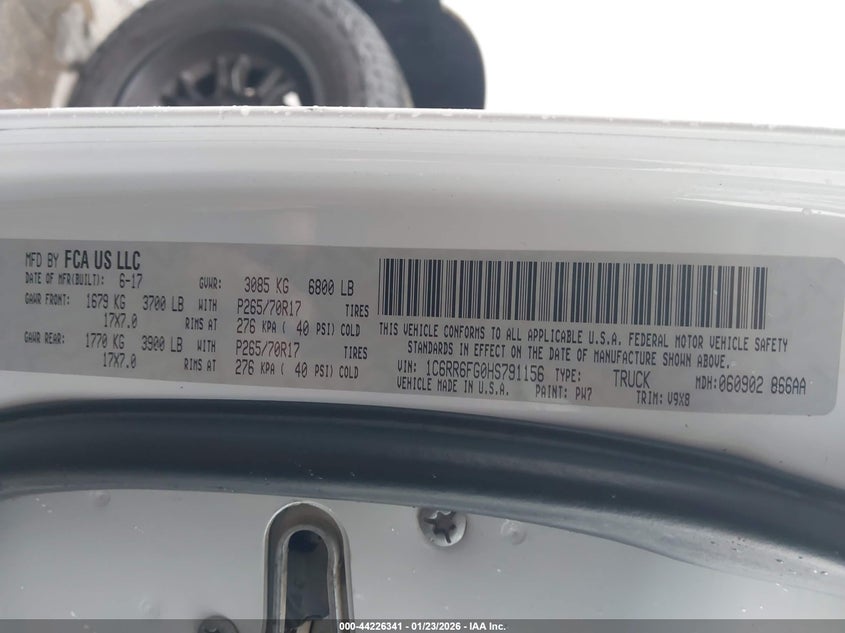 MFD BY FCA US LLC
DATE OF MFR(BUILT): 6-17 GVWR: 3085 KG 6800 LB
GAWR FRONT: 1679 KG 3700 LB WITH P265/70R17 TIRES
17X7.0 RIMS AT 276 KPA ( 40 PSI) COLD
GAWR REAR: 1770 KG 3900 LB WITH P265/70R17 TIRES
17X7.0 RIMS AT 276 KPA ( 40 PSI) COLD
THIS VEHICLE CONFORMS TO ALL APPLICABLE U.S.A. FEDERAL MOTOR VEHICLE SAFETY
STANDARDS IN EFFECT ON THE DATE OF MANUFACTURE SHOWN ABOVE.
VIN: 1C6RR6FG0HS791156 TYPE: TRUCK MDH:060902 866AA
VEHICLE MADE IN U.S.A. PAINT: PW7 TRIM: V9X8
000-44226341 - 01/23/2026 - IAA Inc.